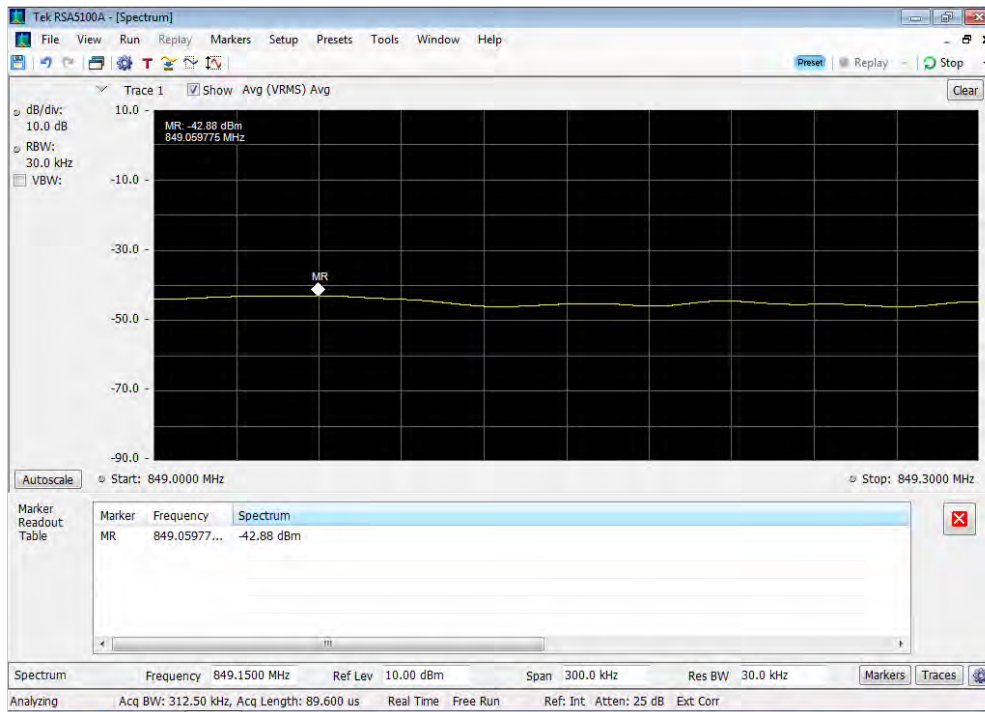 Tek RSA5100A - [Spectrum]
File View Run Replay Markers Setup Presets Tools Window Help
Preset Replay Stop
Trace 1 Show Avg (VRMS) Avg Clear
dB/div:
10.0 dB
RBW:
30.0 kHz
VBW:
10.0 -
MR: -42.88 dBm
849.059775 MHz
-10.0 -
-30.0 -
MR
-50.0 -
-70.0 -
-90.0 -
Autoscale Start: 849.0000 MHz Stop: 849.3000 MHz
Marker Readout Table
Marker Frequency Spectrum
MR 849.05977... -42.88 dBm
Spectrum Frequency 849.1500 MHz Ref Lev 10.00 dBm Span 300.0 kHz Res BW 30.0 kHz Markers Traces
Analyzing Acq BW: 312.50 kHz, Acq Length: 89.600 us Real Time Free Run Ref: Int Atten: 25 dB Ext Corr